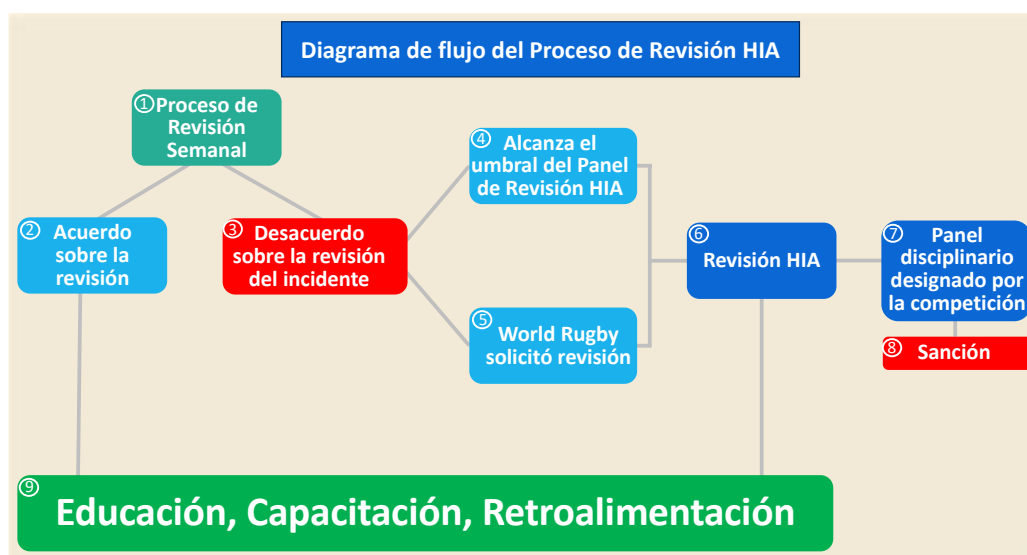 Diagrama de flujo del Proceso de Revisión HIA
① Proceso de
Revisión
Semanal
② Acuerdo
sobre la
revisión
③ Desacuerdo
sobre la revisión
del incidente
④ Alcanza el
umbral del Panel
de Revisión HIA
⑤ World Rugby
solicitó revisión
⑥ Revisión HIA
⑦ Panel
disciplinario
designado por
la competición
⑧ Sanción
⑨ Educación, Capacitación, Retroalimentación